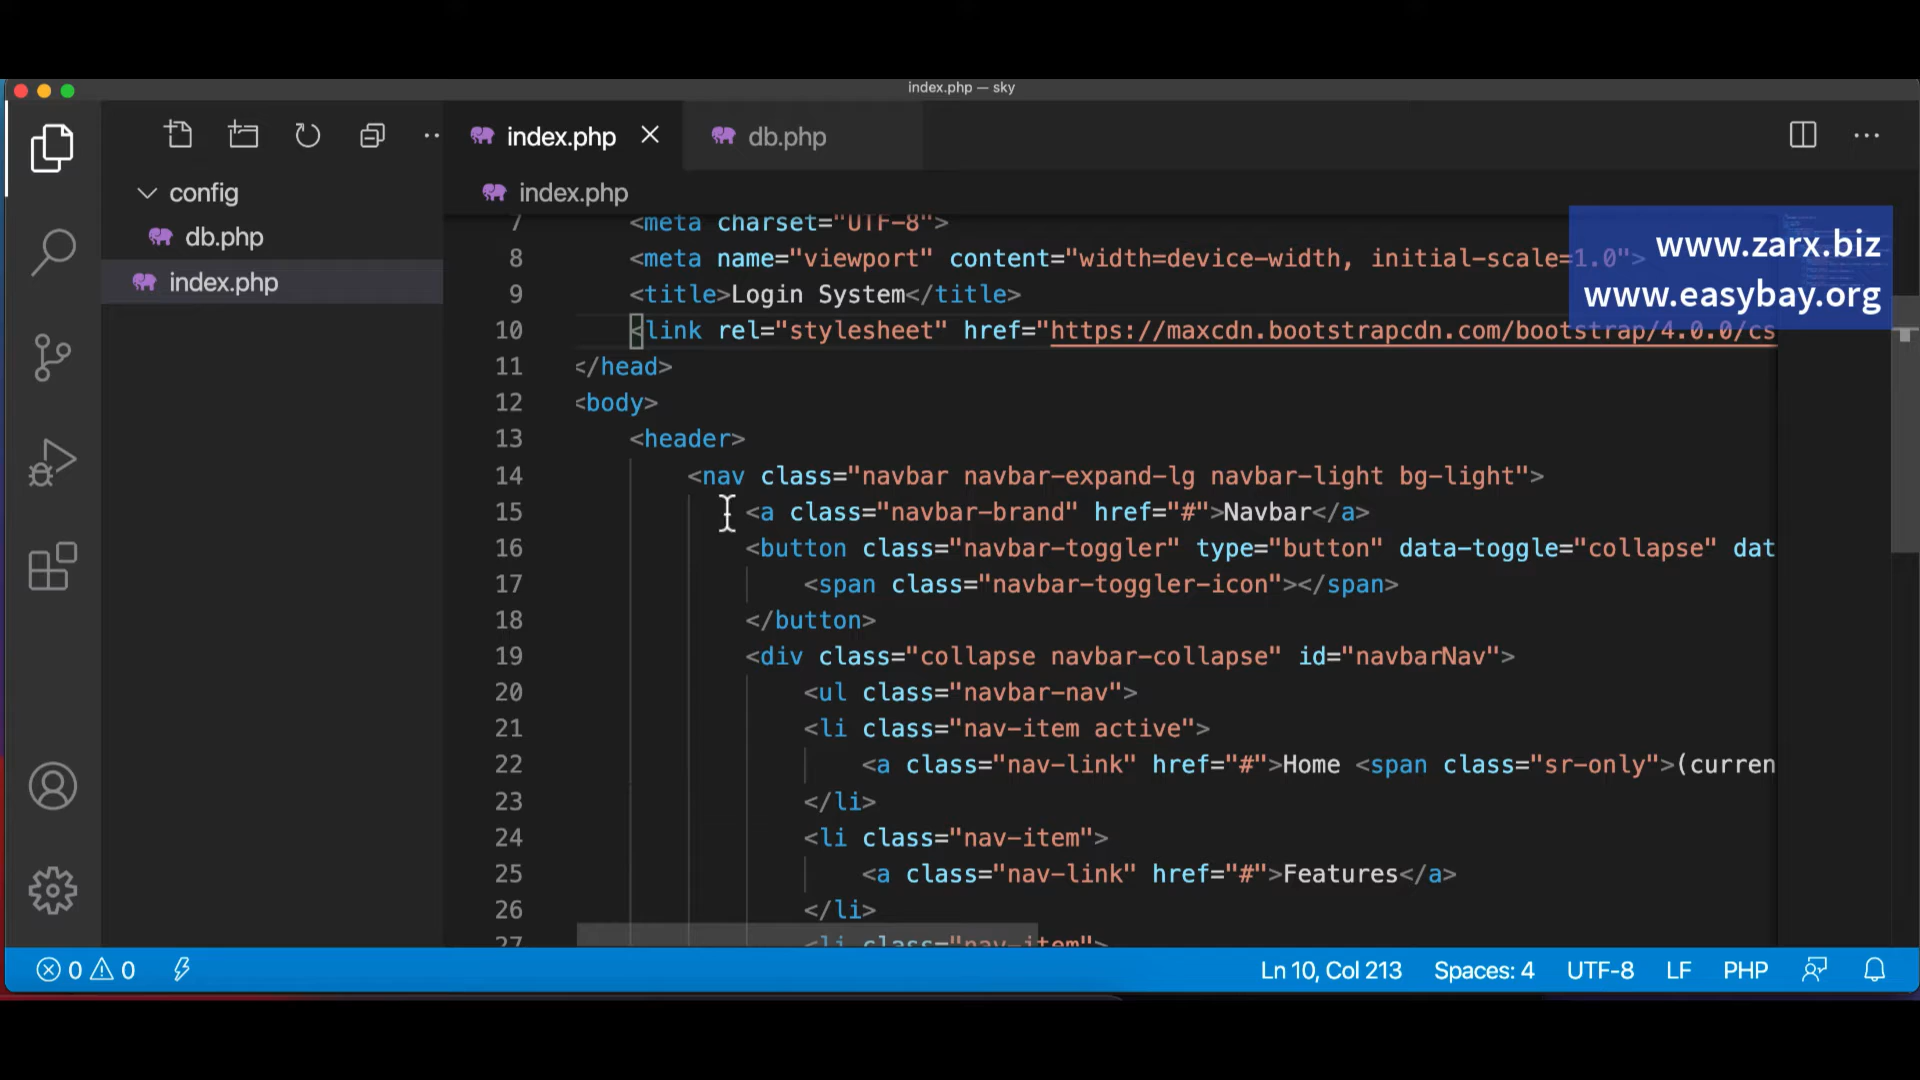 index.php — sky
index.php
db.php
config
db.php
index.php
index.php
www.zarx.biz
www.easybay.org
7 <meta charset="UTF-8">
8 <meta name="viewport" content="width=device-width, initial-scale=1.0">
9 <title>Login System</title>
10 <link rel="stylesheet" href="https://maxcdn.bootstrapcdn.com/bootstrap/4.0.0/cs
11 </head>
12 <body>
13 <header>
14 <nav class="navbar navbar-expand-lg navbar-light bg-light">
15 <a class="navbar-brand" href="#">Navbar</a>
16 <button class="navbar-toggler" type="button" data-toggle="collapse" dat
17 <span class="navbar-toggler-icon"></span>
18 </button>
19 <div class="collapse navbar-collapse" id="navbarNav">
20 <ul class="navbar-nav">
21 <li class="nav-item active">
22 <a class="nav-link" href="#">Home <span class="sr-only">(curren
23 </li>
24 <li class="nav-item">
25 <a class="nav-link" href="#">Features</a>
26 </li>
27 <li class="nav-item">
0 0 Ln 10, Col 213 Spaces: 4 UTF-8 LF PHP